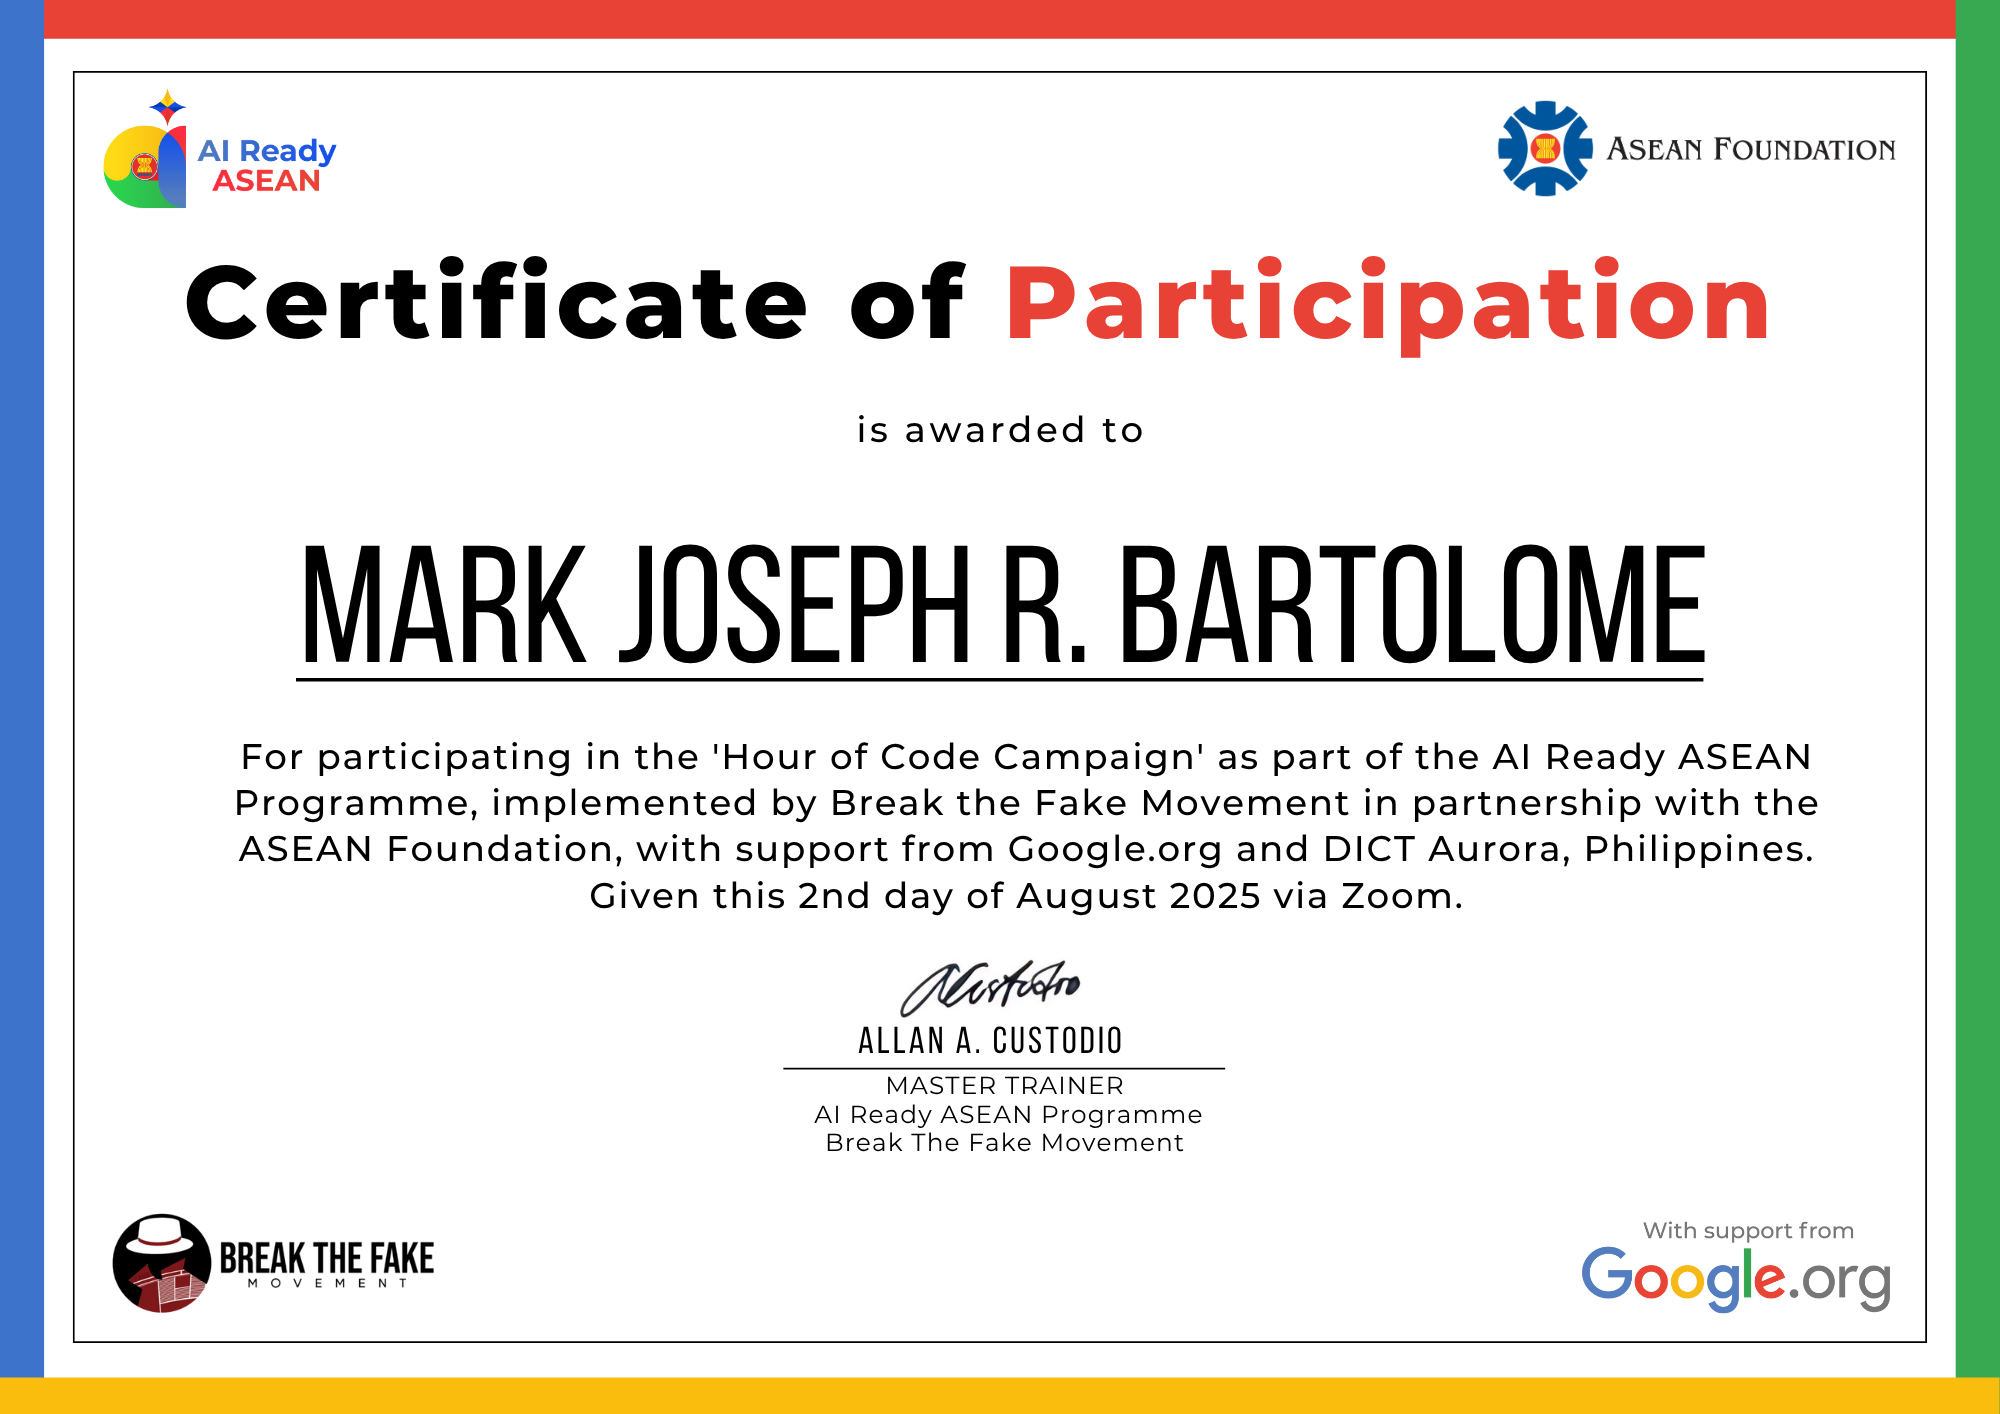 AI Ready
ASEAN
ASEAN FOUNDATION
Certificate of Participation
is awarded to
MARK JOSEPH R. BARTOLOME
For participating in the 'Hour of Code Campaign' as part of the AI Ready ASEAN
Programme, implemented by Break the Fake Movement in partnership with the
ASEAN Foundation, with support from Google.org and DICT Aurora, Philippines.
Given this 2nd day of August 2025 via Zoom.
ACustodio
ALLAN A. CUSTODIO
MASTER TRAINER
AI Ready ASEAN Programme
Break The Fake Movement
BREAK THE FAKE
MOVEMENT
With support from
Google.org